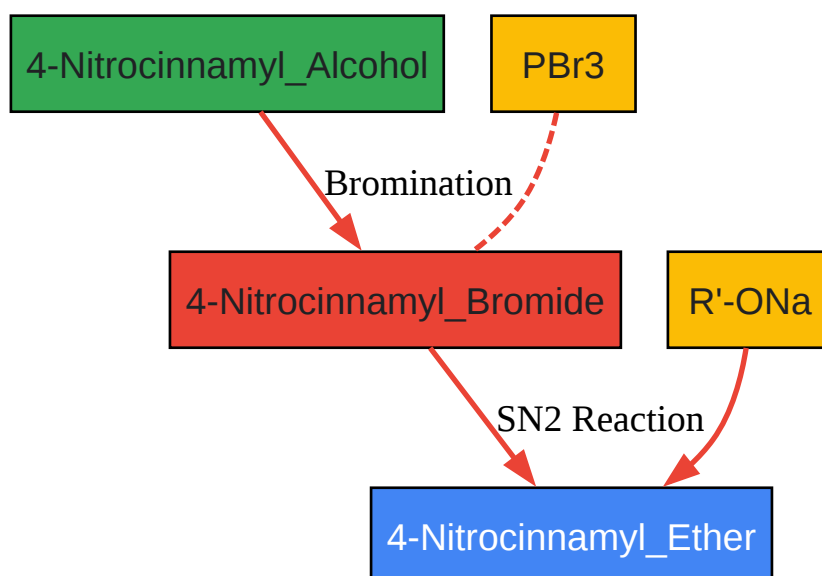 4-Nitrocinnamyl_Alcohol
PBr3
Bromination
4-Nitrocinnamyl_Bromide
R'-ONa
SN2 Reaction
4-Nitrocinnamyl_Ether